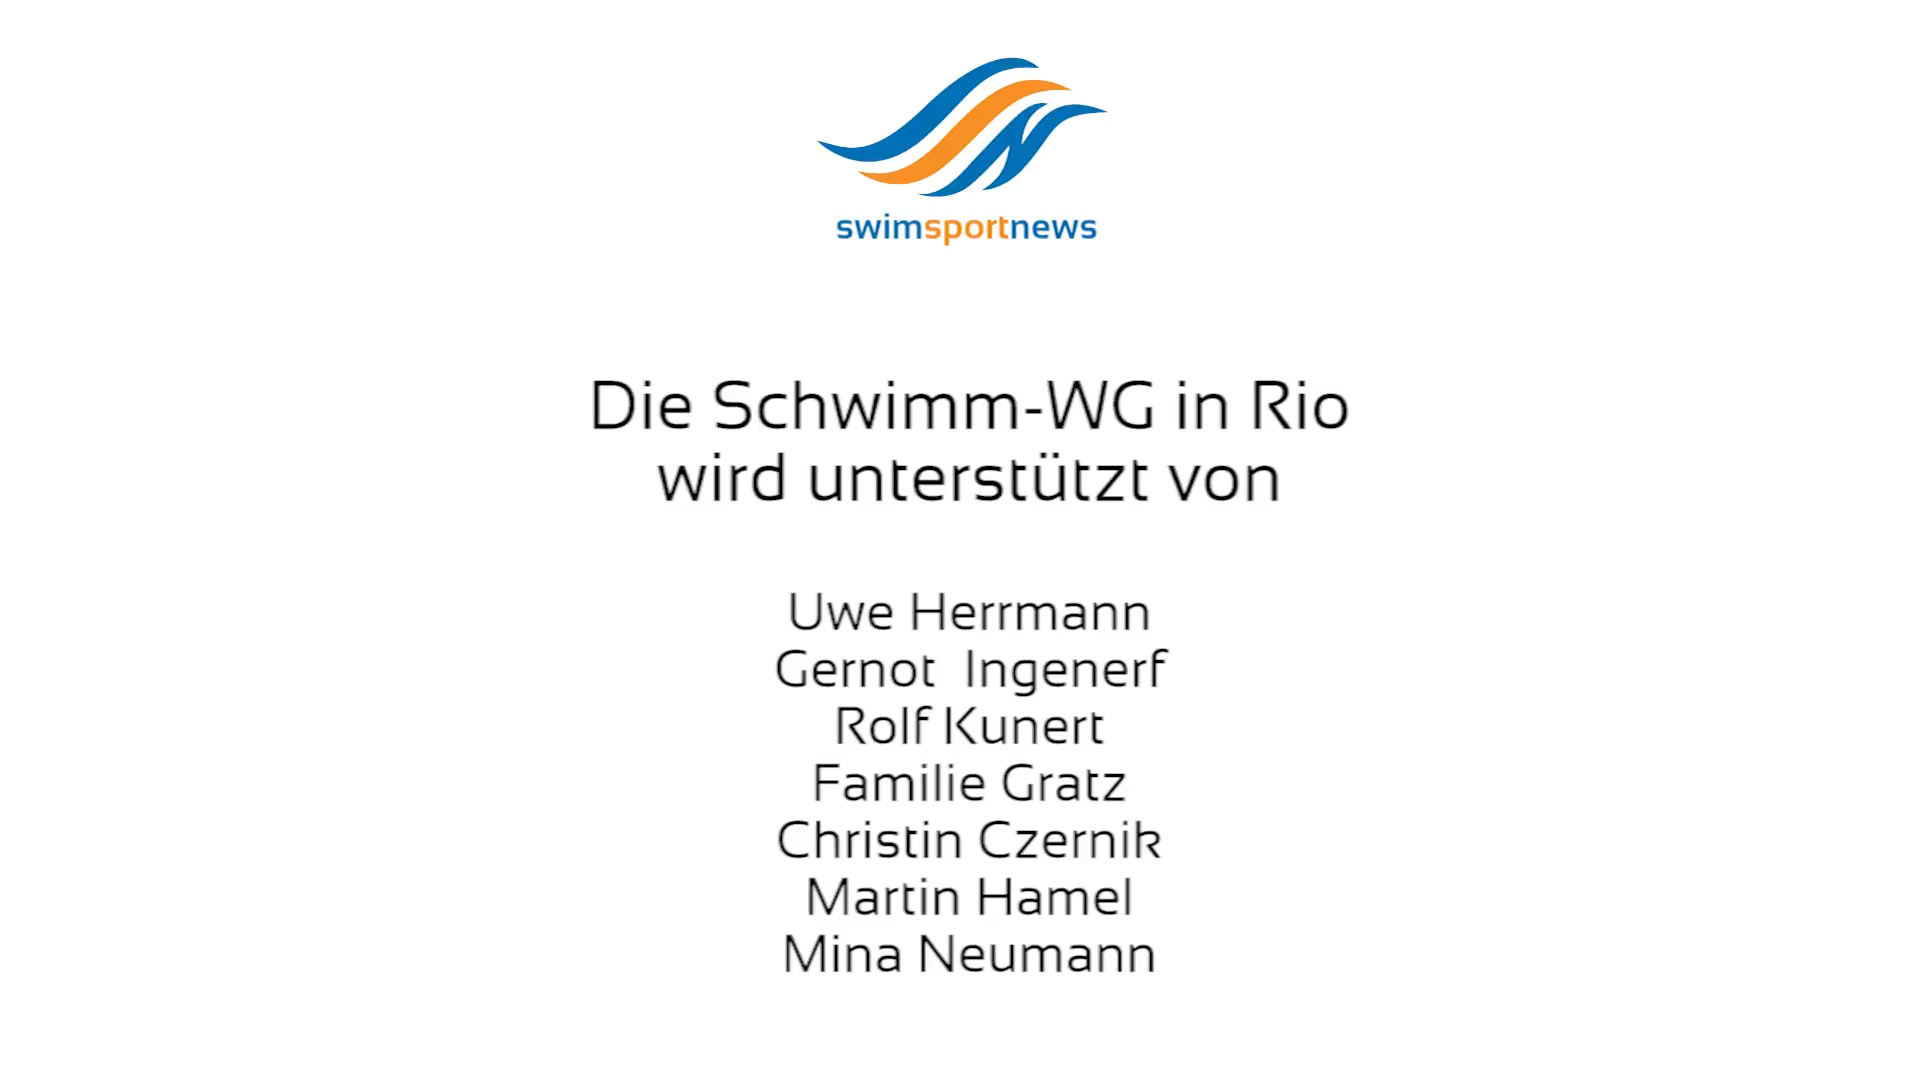 swimsportnews
Die Schwimm-WG in Rio
wird unterstützt von
Uwe Herrmann
Gernot  Ingenerf
Rolf Kunert
Familie Gratz
Christin Czernik
Martin Hamel
Mina Neumann